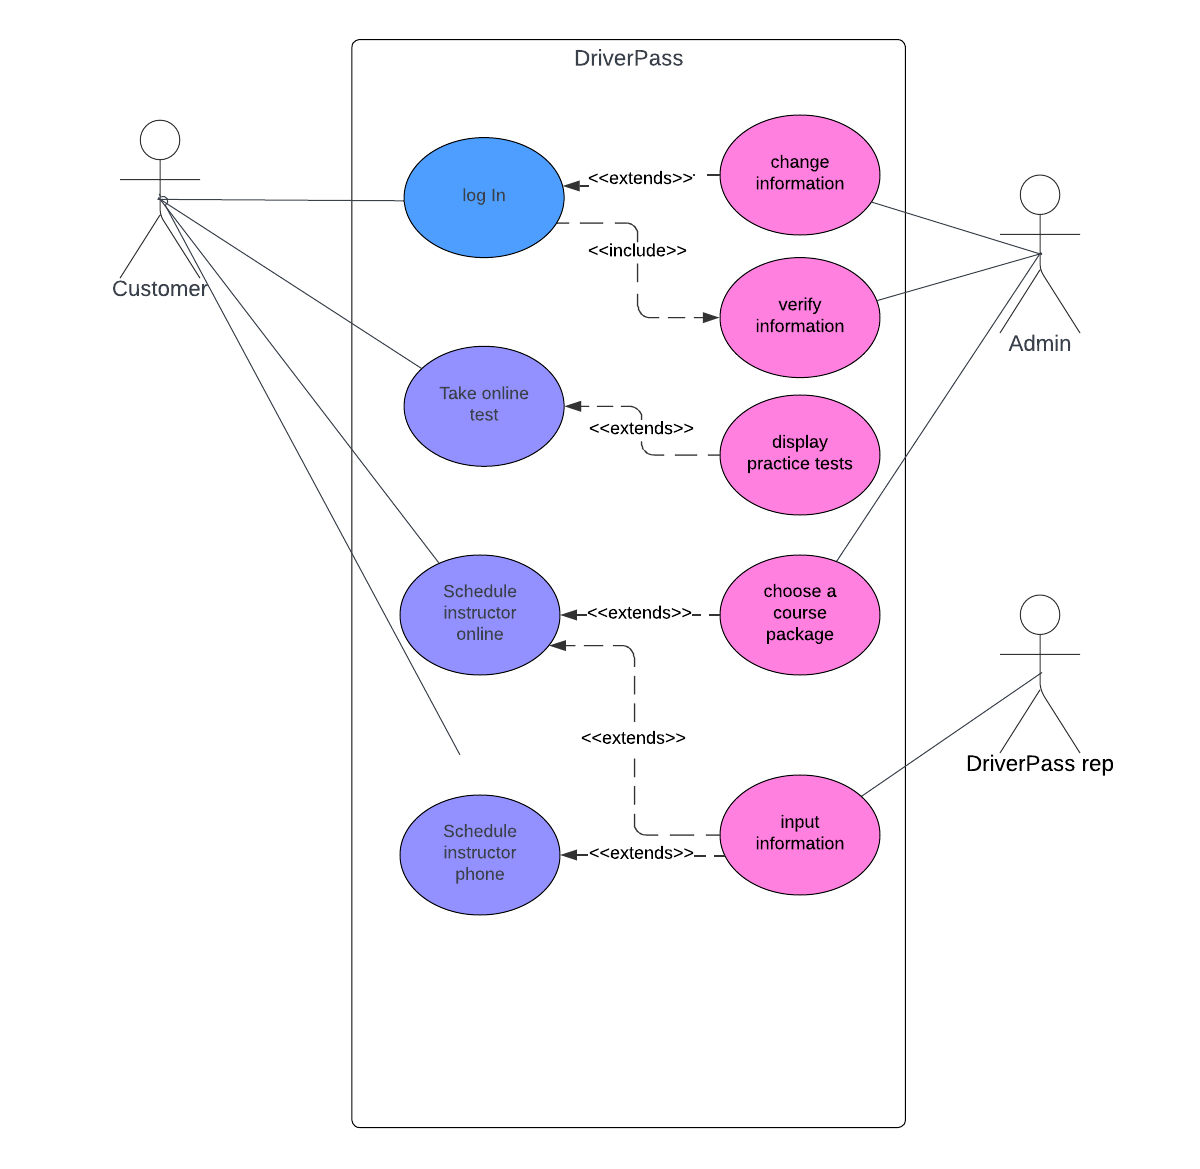 DriverPass
log In
<<extends>>
change
information
<<include>>
verify
information
Customer
Admin
Take online
test
<<extends>>
display
practice tests
Schedule
instructor
online
<<extends>>
choose a
course
package
<<extends>>
DriverPass rep
Schedule
instructor
phone
<<extends>>
input
information